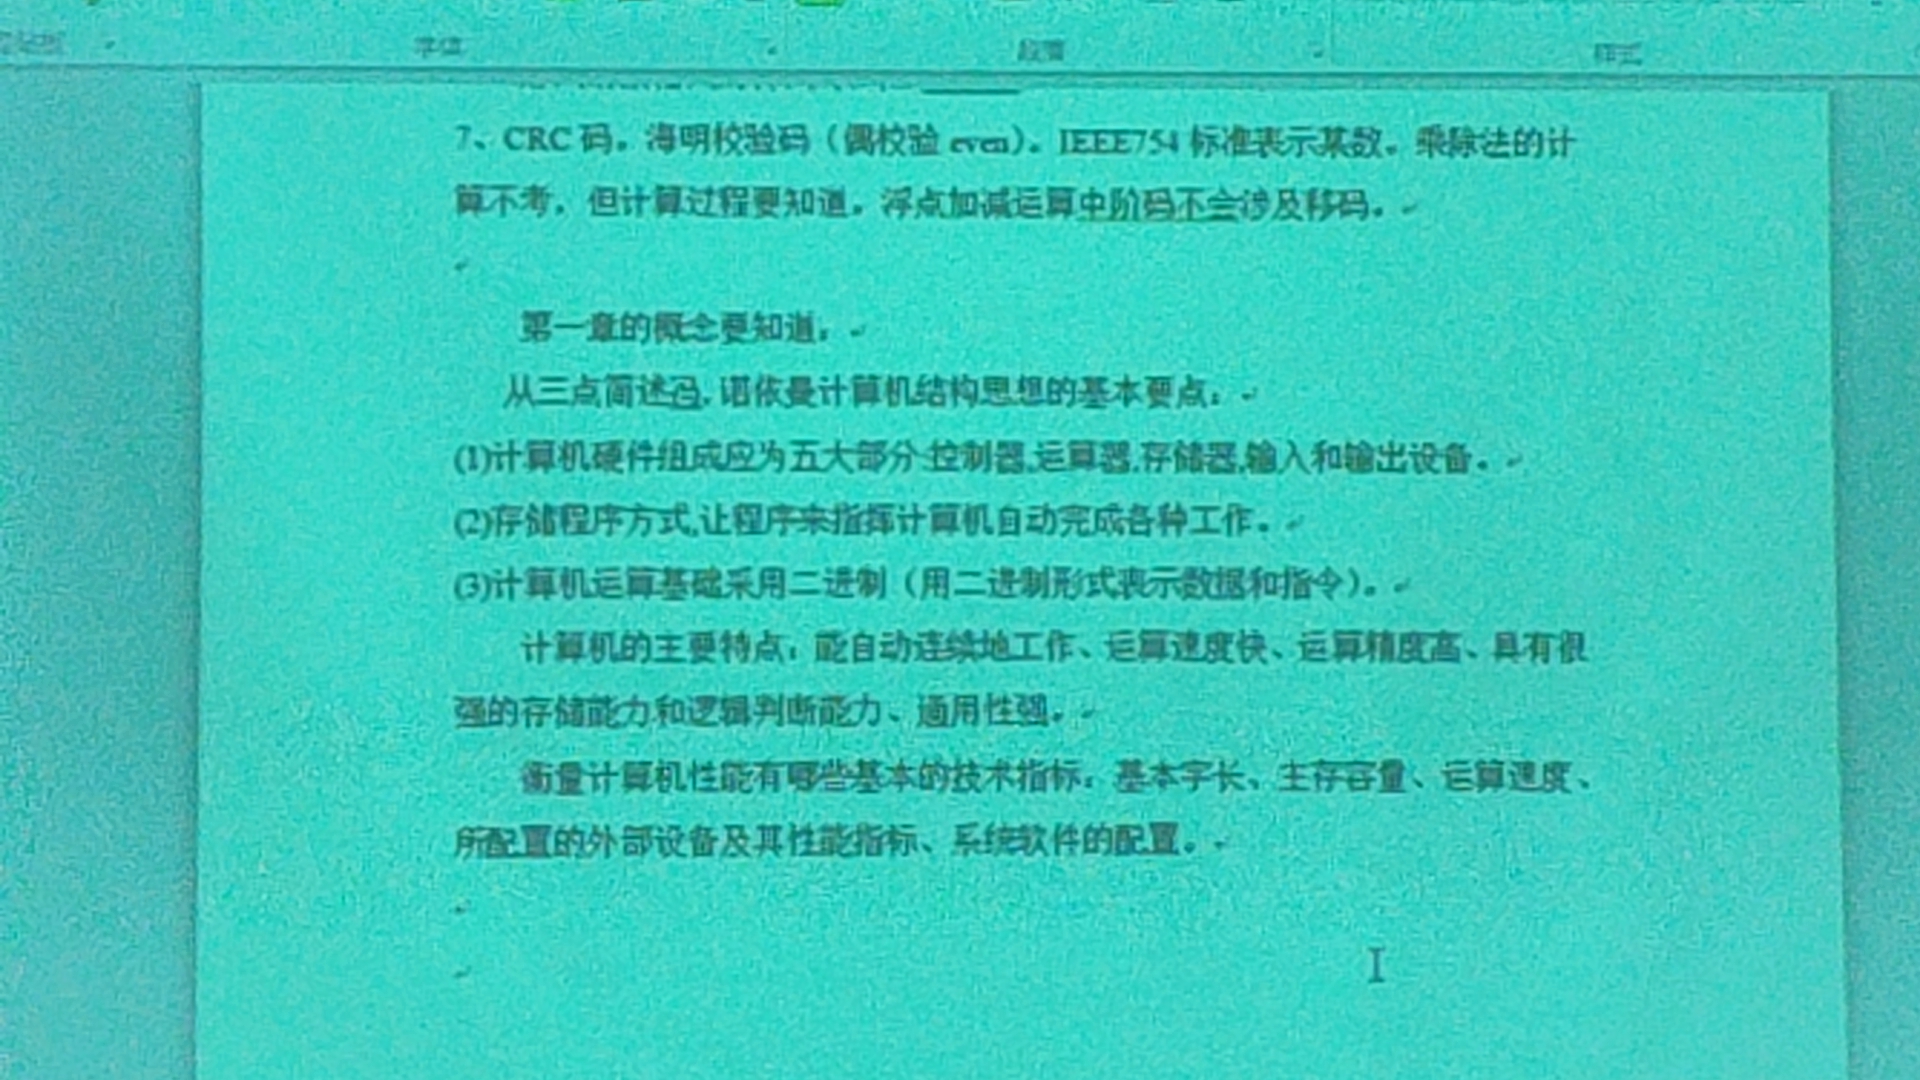 字体 段落 样式
7、CRC 码。海明校验码（偶校验 even）。IEEE754 标准表示某数。乘除法的计
算不考，但计算过程要知道。浮点加减运算中阶码不会涉及移码。
第一章的概念要知道。
从三点简述冯. 诺依曼计算机结构思想的基本要点：
(1)计算机硬件组成应为五大部分:控制器,运算器,存储器,输入和输出设备。
(2)存储程序方式,让程序来指挥计算机自动完成各种工作。
(3)计算机运算基础采用二进制（用二进制形式表示数据和指令）。
计算机的主要特点：能自动连续地工作、运算速度快、运算精度高、具有很
强的存储能力和逻辑判断能力、通用性强。
衡量计算机性能有哪些基本的技术指标：基本字长、主存容量、运算速度、
所配置的外部设备及其性能指标、系统软件的配置。